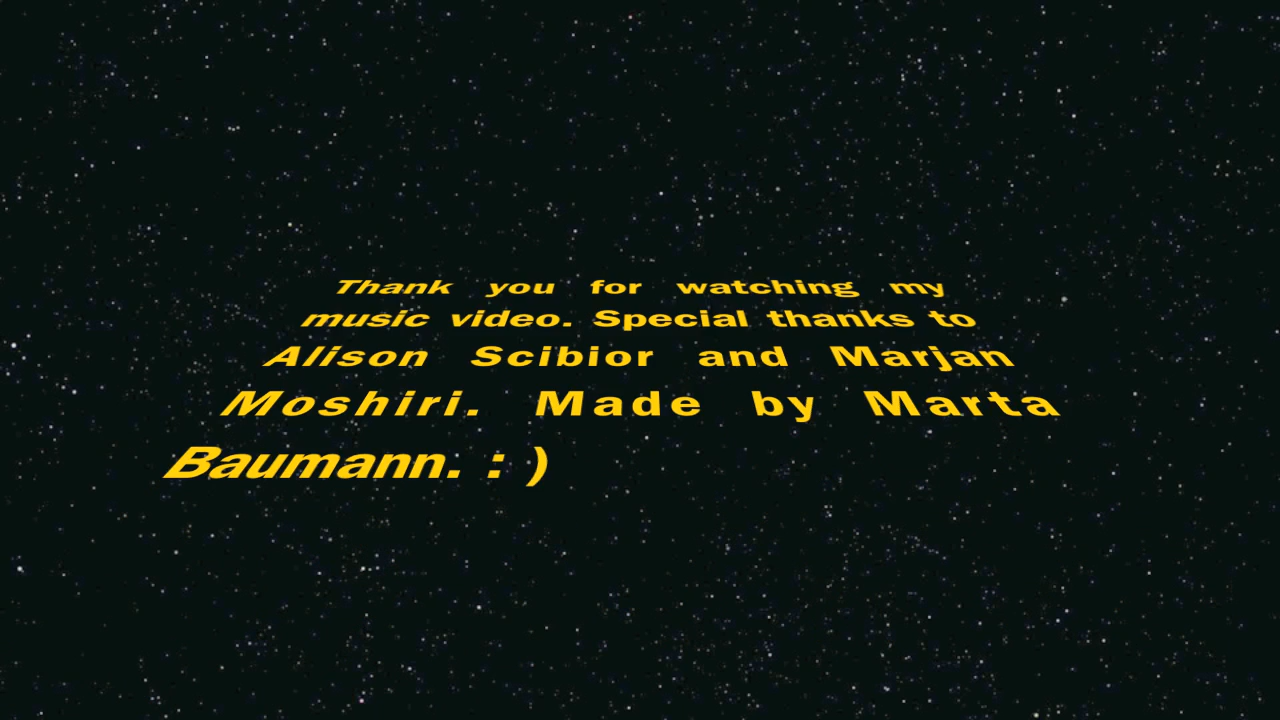 Thank you for watching my
music video. Special thanks to
Alison Scibior and Marjan
Moshiri. Made by Marta
Baumann. : )